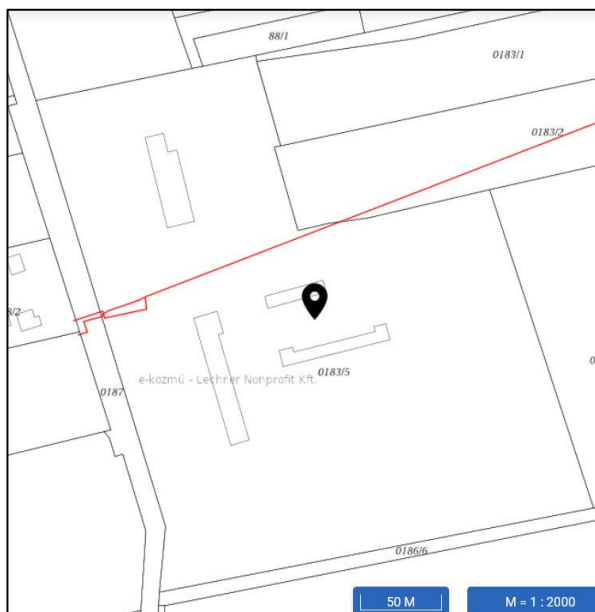 88/1
0183/1
0183/2
8/2
e-közmű - Lechner Nonprofit Kft.
0183/5
0187
0186/6
50 M
M = 1 : 2000